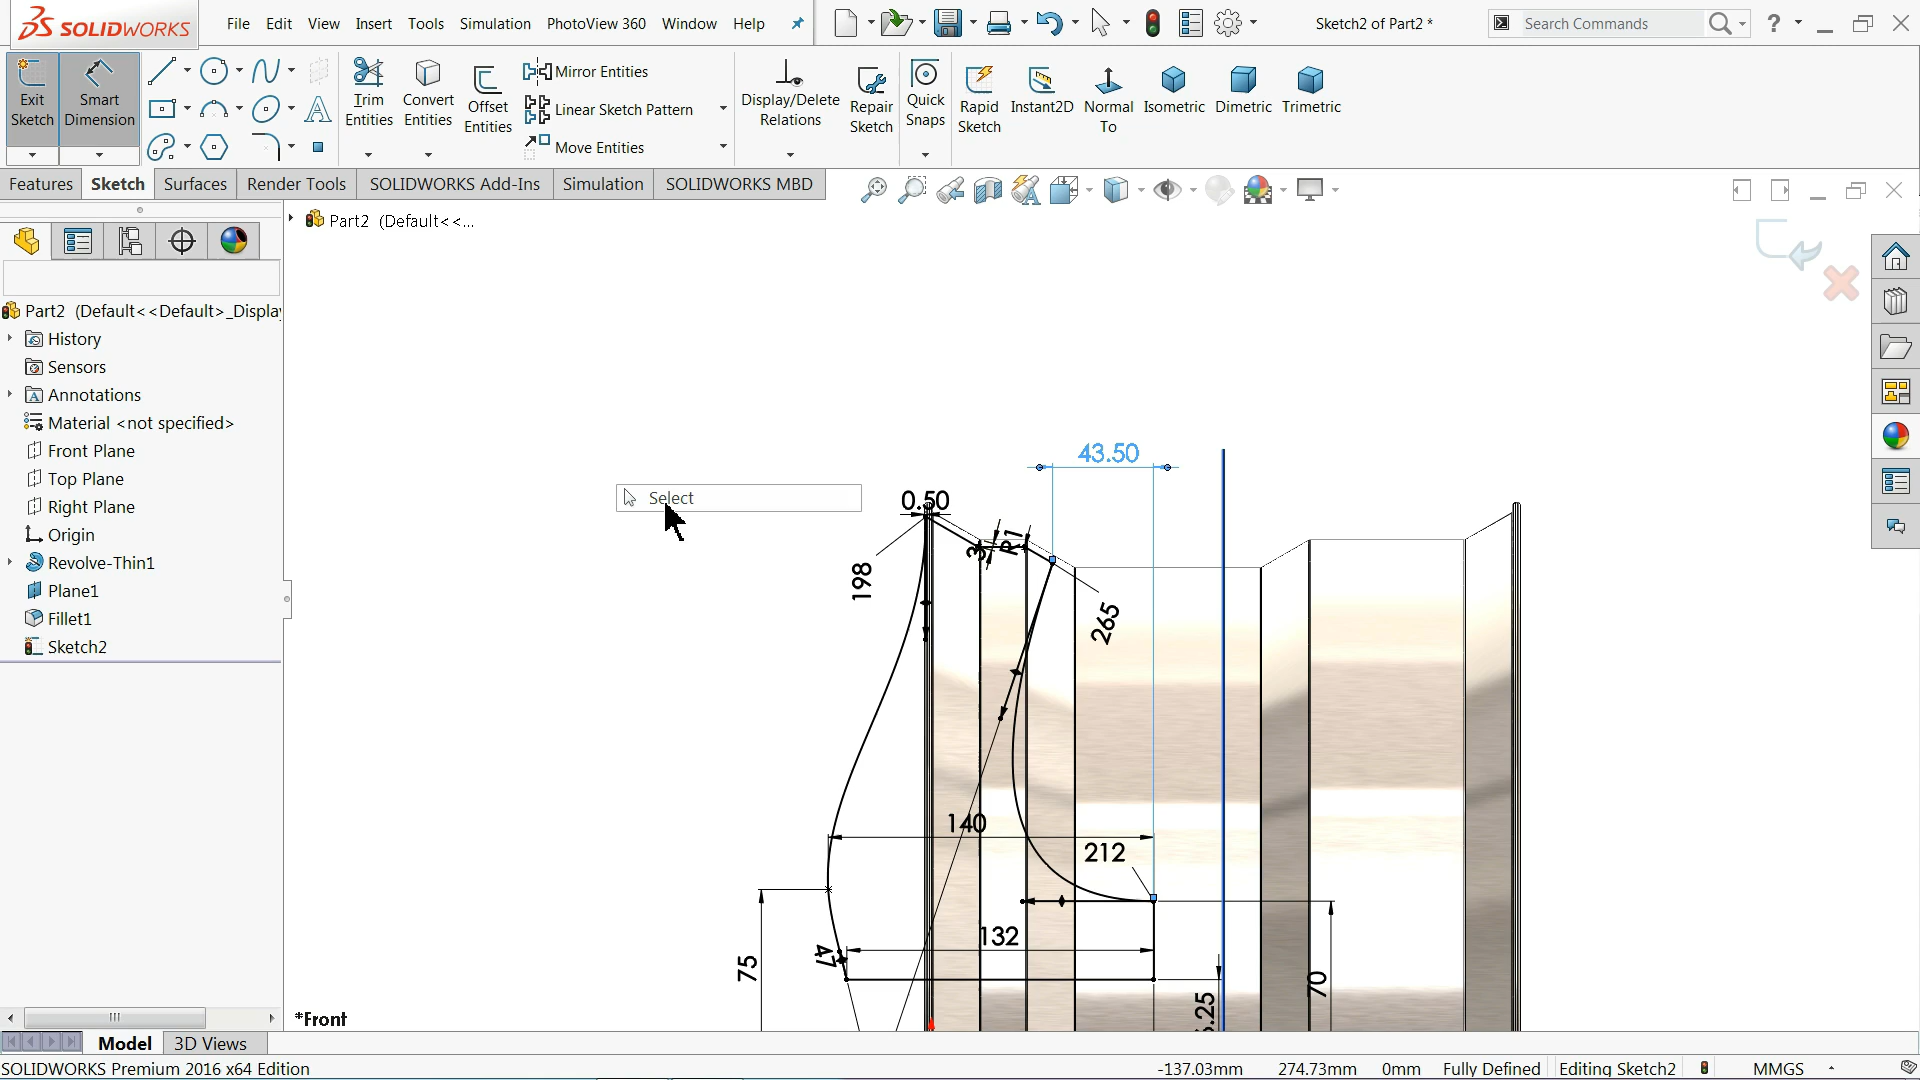 SOLIDWORKS
File Edit View Insert Tools Simulation PhotoView 360 Window Help
Sketch2 of Part2 *
Search Commands
Exit Sketch
Smart Dimension
Trim Entities
Convert Entities
Offset Entities
Mirror Entities
Linear Sketch Pattern
Move Entities
Display/Delete Relations
Repair Sketch
Quick Snaps
Rapid Sketch
Instant2D
Normal To
Isometric
Dimetric
Trimetric
Features Sketch Surfaces Render Tools SOLIDWORKS Add-Ins Simulation SOLIDWORKS MBD
Part2 (Default<<...
Part2 (Default<<Default>_Displa
History
Sensors
Annotations
Material <not specified>
Front Plane
Top Plane
Right Plane
Origin
Revolve-Thin1
Plane1
Fillet1
Sketch2
Select
43.50
0.50
3
R1
198
265
140
212
132
47
75
70
.25
*Front
Model 3D Views
SOLIDWORKS Premium 2016 x64 Edition
-137.03mm 274.73mm 0mm Fully Defined Editing Sketch2 MMGS